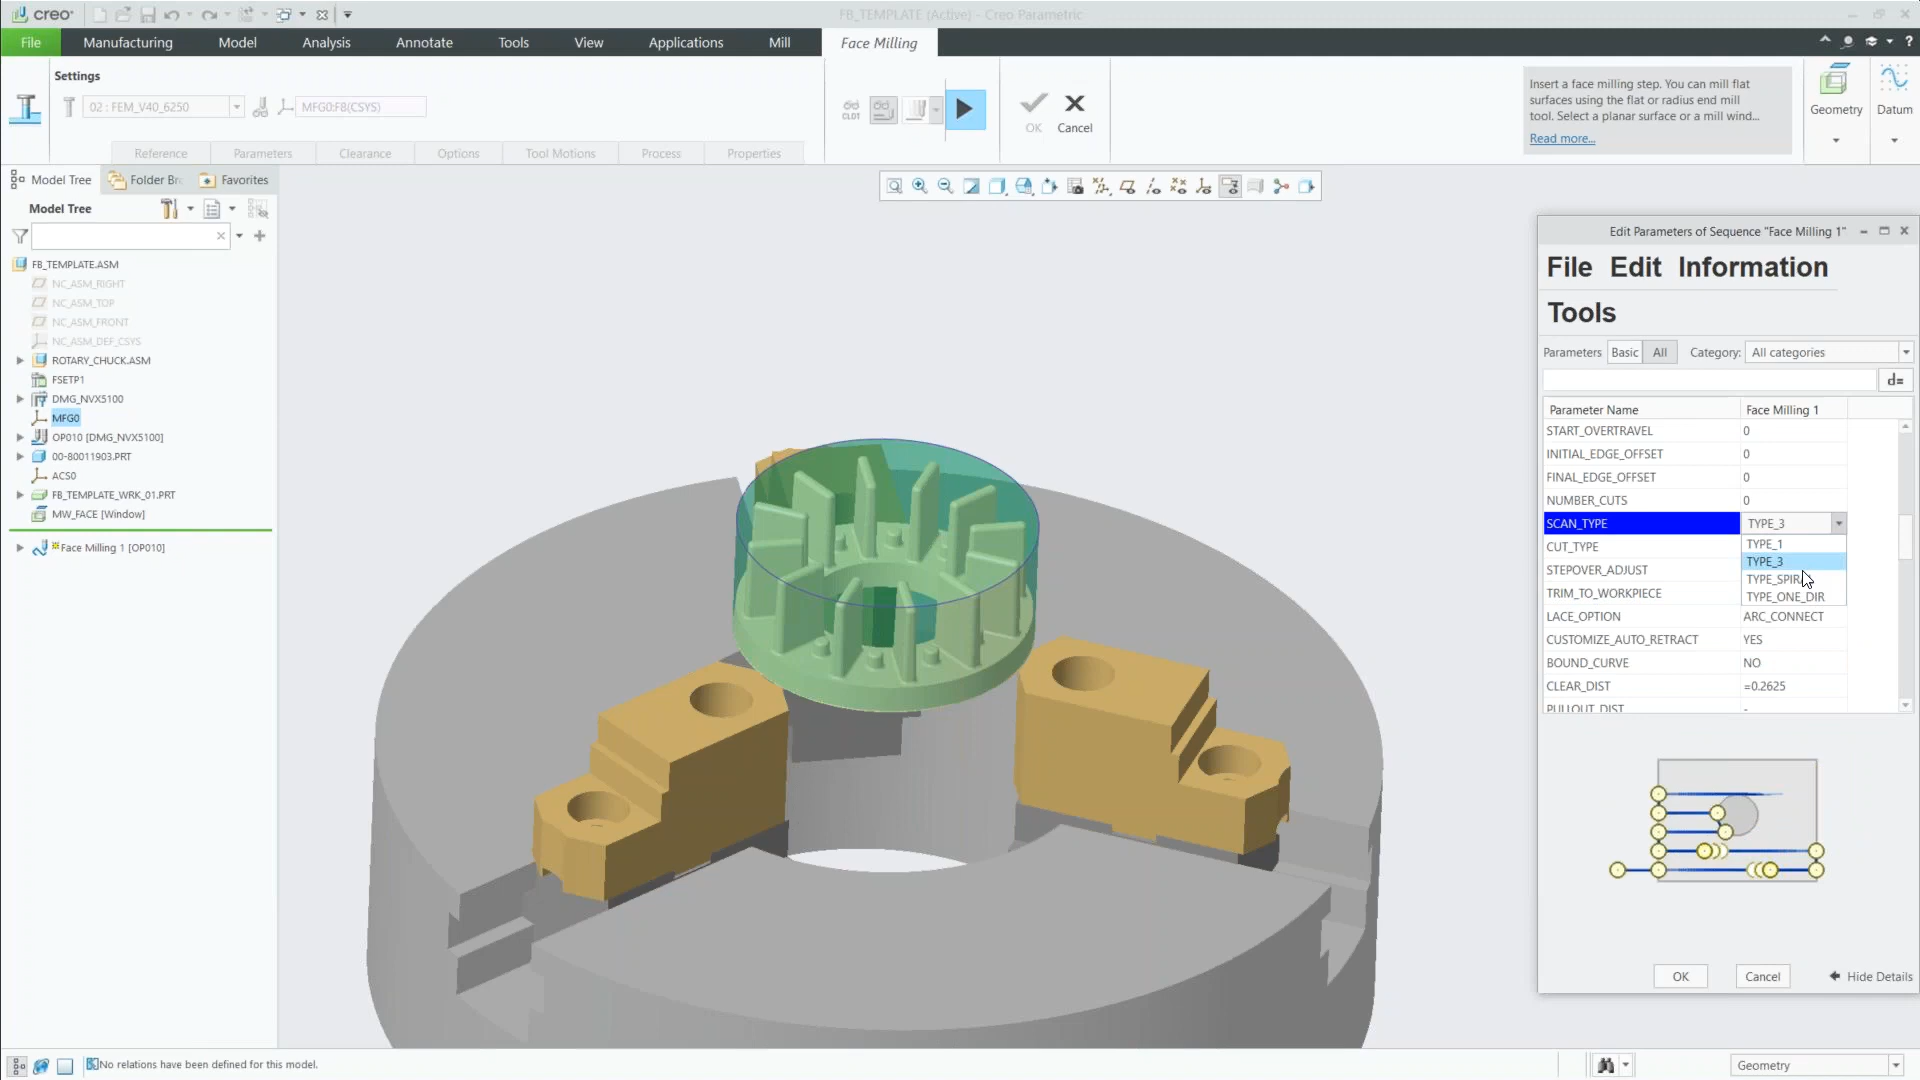 creo
FB_TEMPLATE (Active) - Creo Parametric
File Manufacturing Model Analysis Annotate Tools View Applications Mill Face Milling
?
Settings
02 : FEM_V40_6250
MFG0:F8(CSYS)
CLDT
OK
Cancel
Insert a face milling step. You can mill flat
surfaces using the flat or radius end mill
tool. Select a planar surface or a mill wind...
Read more...
Geometry
Datum
Reference Parameters Clearance Options Tool Motions Process Properties
Model Tree Folder Br Favorites
Model Tree
FB_TEMPLATE.ASM
NC_ASM_RIGHT
NC_ASM_TOP
NC_ASM_FRONT
NC_ASM_DEF_CSYS
ROTARY_CHUCK.ASM
FSETP1
DMG_NVX5100
MFG0
OP010 [DMG_NVX5100]
00-80011903.PRT
ACS0
FB_TEMPLATE_WRK_01.PRT
MW_FACE [Window]
Face Milling 1 [OP010]
Edit Parameters of Sequence "Face Milling 1"
File Edit Information
Tools
Parameters Basic All Category: All categories
d=
Parameter Name Face Milling 1
START_OVERTRAVEL 0
INITIAL_EDGE_OFFSET 0
FINAL_EDGE_OFFSET 0
NUMBER_CUTS 0
SCAN_TYPE TYPE_3
CUT_TYPE TYPE_1
TYPE_3
STEPOVER_ADJUST
TRIM_TO_WORKPIECE TYPE_ONE_DIR
LACE_OPTION ARC_CONNECT
CUSTOMIZE_AUTO_RETRACT YES
BOUND_CURVE NO
CLEAR_DIST =0.2625
PULLOUT_DIST -
OK Cancel Hide Details
No relations have been defined for this model.
Geometry